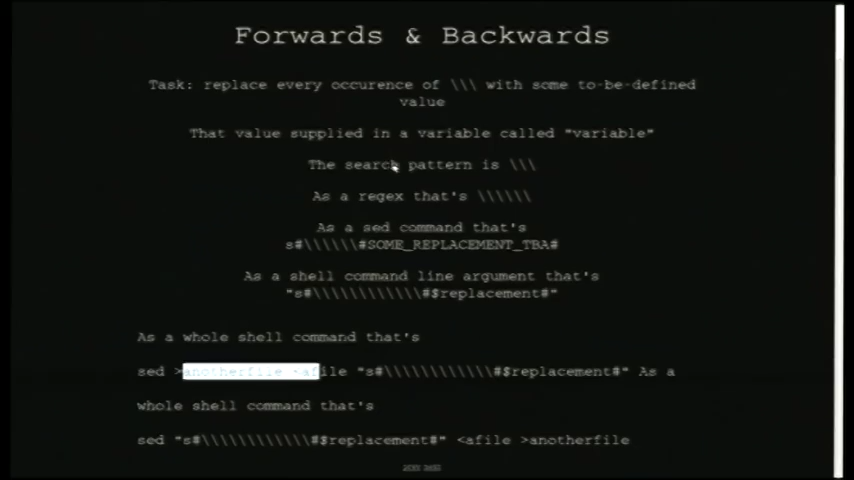 Forwards & Backwards
Task: replace every occurence of \\\ with some to-be-defined
value
That value supplied in a variable called "variable"
The search pattern is \\\
As a regex that's \\\\\\
As a sed command that's
s#\\\\\\#SOME_REPLACEMENT_TBA#
As a shell command line argument that's
"s#\\\\\\\\\\\\#$replacement#"
As a whole shell command that's
sed >anotherfile <afile "s#\\\\\\\\\\\\#$replacement#" As a
whole shell command that's
sed "s#\\\\\\\\\\\\#$replacement#" <afile >anotherfile